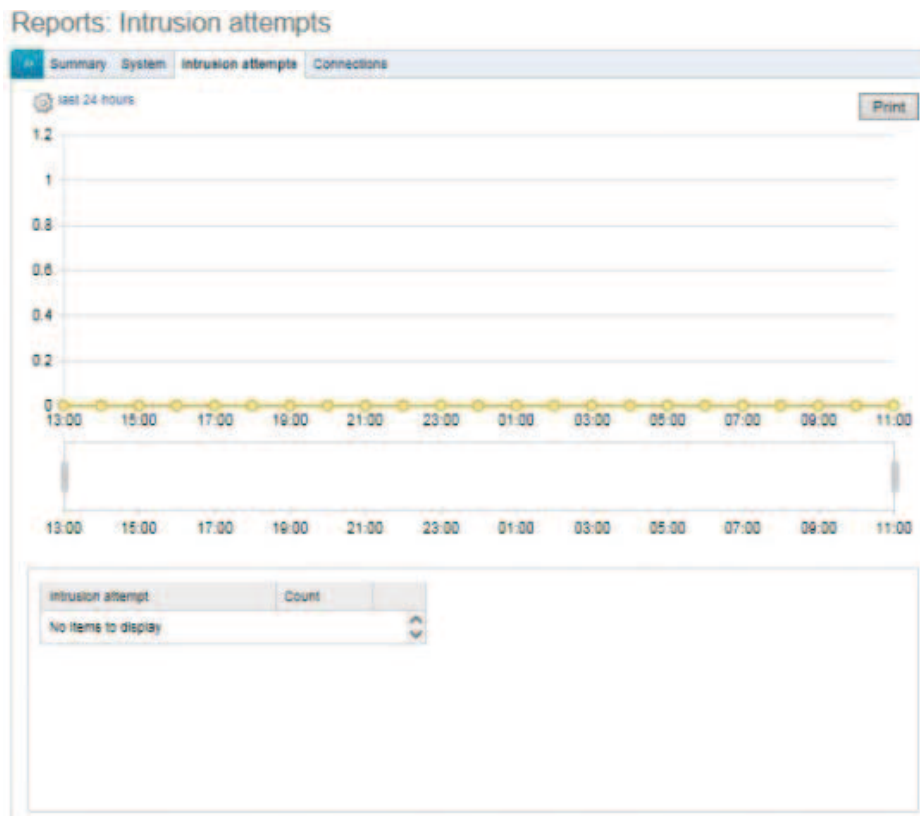 Reports: Intrusion attempts
Summary System Intrusion attempts Connections
last 24 hours
Print
1.2
1
0.8
0.6
0.4
0.2
0
13:00 15:00 17:00 19:00 21:00 23:00 01:00 03:00 05:00 07:00 09:00 11:00
13:00 15:00 17:00 19:00 21:00 23:00 01:00 03:00 05:00 07:00 09:00 11:00
Intrusion attempt Count
No items to display